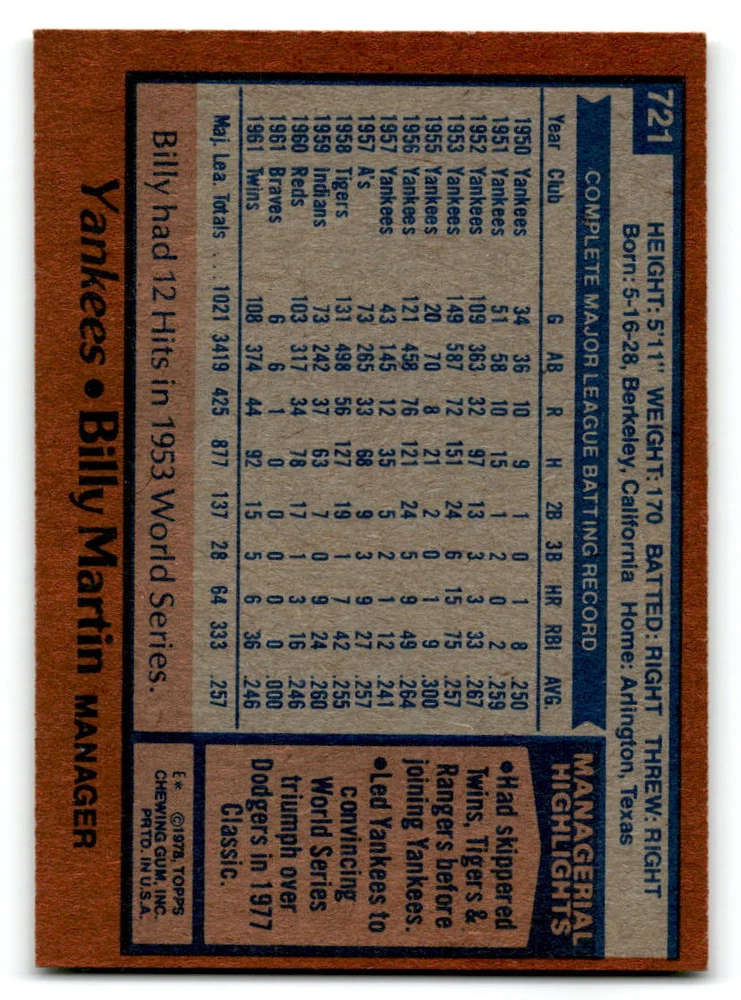 721
HEIGHT: 5'11" WEIGHT: 170 BATTED: RIGHT THREW: RIGHT
Born: 5-16-28, Berkeley, California Home: Arlington, Texas
COMPLETE MAJOR LEAGUE BATTING RECORD
Year Club G AB R H 2B 3B HR RBI AVG.
1950 Yankees 34 36 10 9 1 0 1 8 .250
1951 Yankees 51 58 10 15 1 2 0 2 .259
1952 Yankees 109 363 32 97 13 3 3 33 .267
1953 Yankees 149 587 72 151 24 6 15 75 .257
1955 Yankees 20 70 8 21 2 0 1 9 .300
1956 Yankees 121 458 76 121 24 5 9 49 .264
1957 Yankees 43 145 12 35 5 2 1 12 .241
1957 A's 73 265 33 68 9 3 9 27 .257
1958 Tigers 131 498 56 127 19 1 7 42 .255
1959 Indians 73 242 37 63 7 0 9 24 .260
1960 Reds 103 317 34 78 17 1 3 16 .246
1961 Braves 6 6 1 0 0 0 0 0 .000
1961 Twins 108 374 44 92 15 5 6 36 .246
Maj. Lea. Totals ... 1021 3419 425 877 137 28 64 333 .257
Billy had 12 Hits in 1953 World Series.
MANAGERIAL
HIGHLIGHTS
•Had skippered
Twins, Tigers &
Rangers before
joining Yankees.
•Led Yankees to
convincing
World Series
triumph over
Dodgers in 1977
Classic.
E* ©1978, TOPPS
CHEWING GUM, INC.
PRTD. IN U.S.A.
Yankees • Billy Martin MANAGER